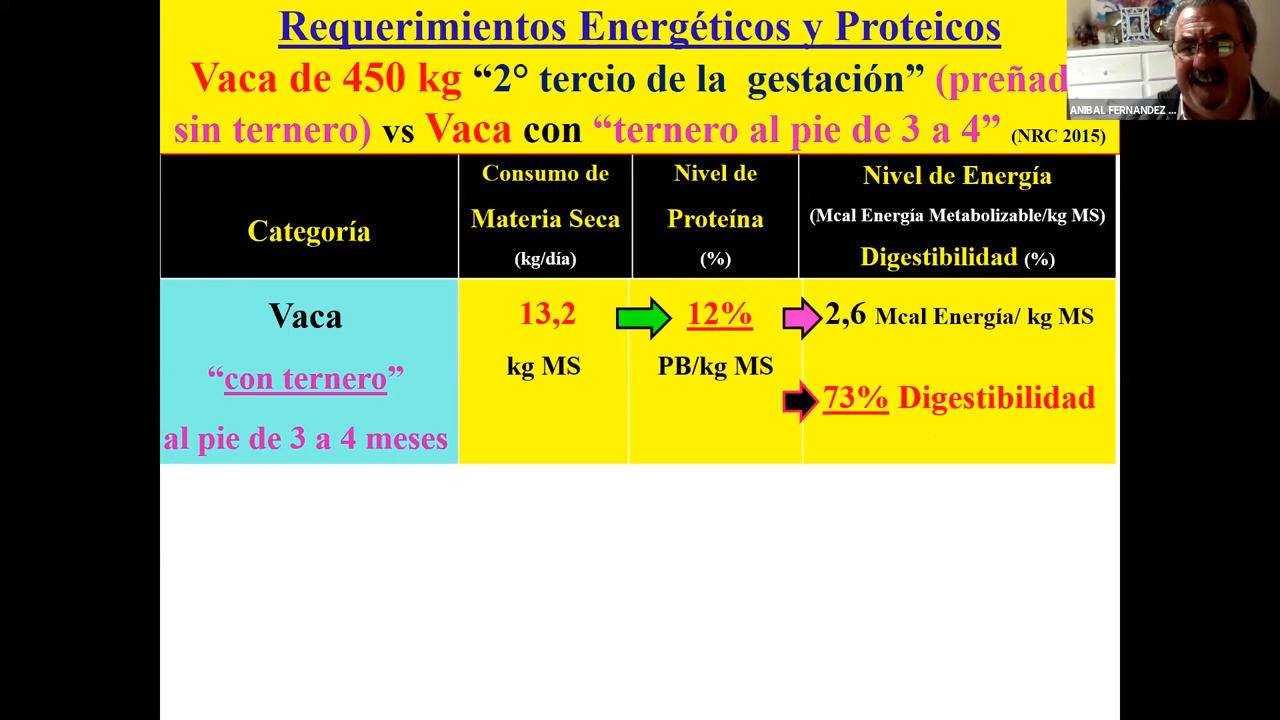 Requerimientos Energéticos y Proteicos
Vaca de 450 kg “2° tercio de la gestación” (preñad
sin ternero) vs Vaca con “ternero al pie de 3 a 4” (NRC 2015)
ANIBAL FERNANDEZ ...
Categoría
Consumo de
Materia Seca
(kg/día)
Nivel de
Proteína
(%)
Nivel de Energía
(Mcal Energía Metabolizable/kg MS)
Digestibilidad (%)
Vaca
“con ternero”
al pie de 3 a 4 meses
13,2
kg MS
12%
PB/kg MS
2,6 Mcal Energía/ kg MS
73% Digestibilidad